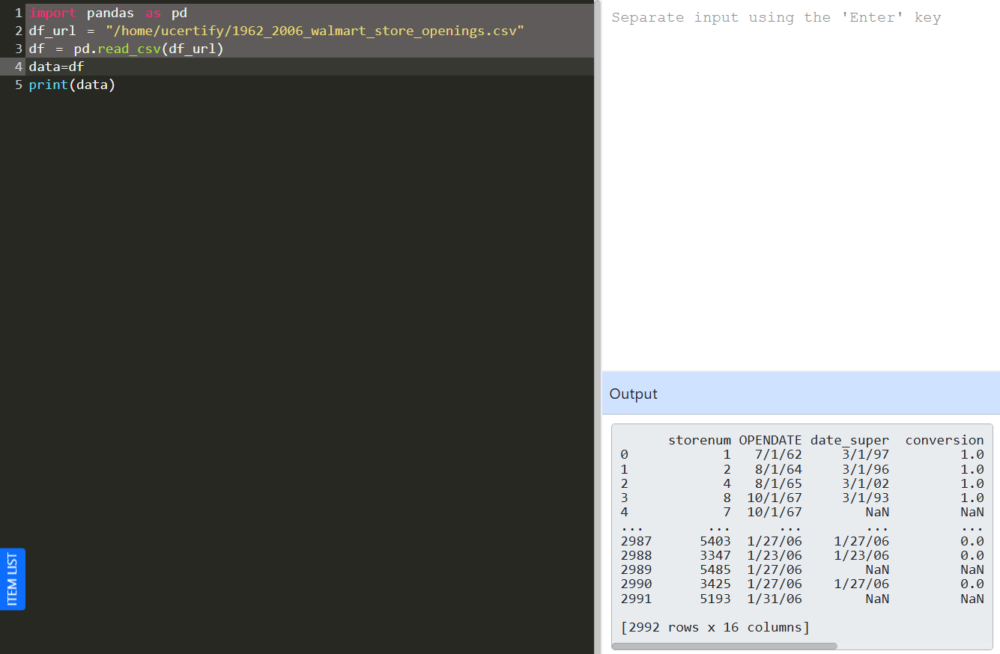 1 import pandas as pd
2 df_url = "/home/ucertify/1962_2006_walmart_store_openings.csv"
3 df = pd.read_csv(df_url)
4 data=df
5 print(data)
ITEM LIST
Separate input using the 'Enter' key
Output
storenum OPENDATE date_super conversion
0 1 7/1/62 3/1/97 1.0
1 2 8/1/64 3/1/96 1.0
2 4 8/1/65 3/1/02 1.0
3 8 10/1/67 3/1/93 1.0
4 7 10/1/67 NaN NaN
... ... ... ... ...
2987 5403 1/27/06 1/27/06 0.0
2988 3347 1/23/06 1/23/06 0.0
2989 5485 1/27/06 NaN NaN
2990 3425 1/27/06 1/27/06 0.0
2991 5193 1/31/06 NaN NaN
[2992 rows x 16 columns]